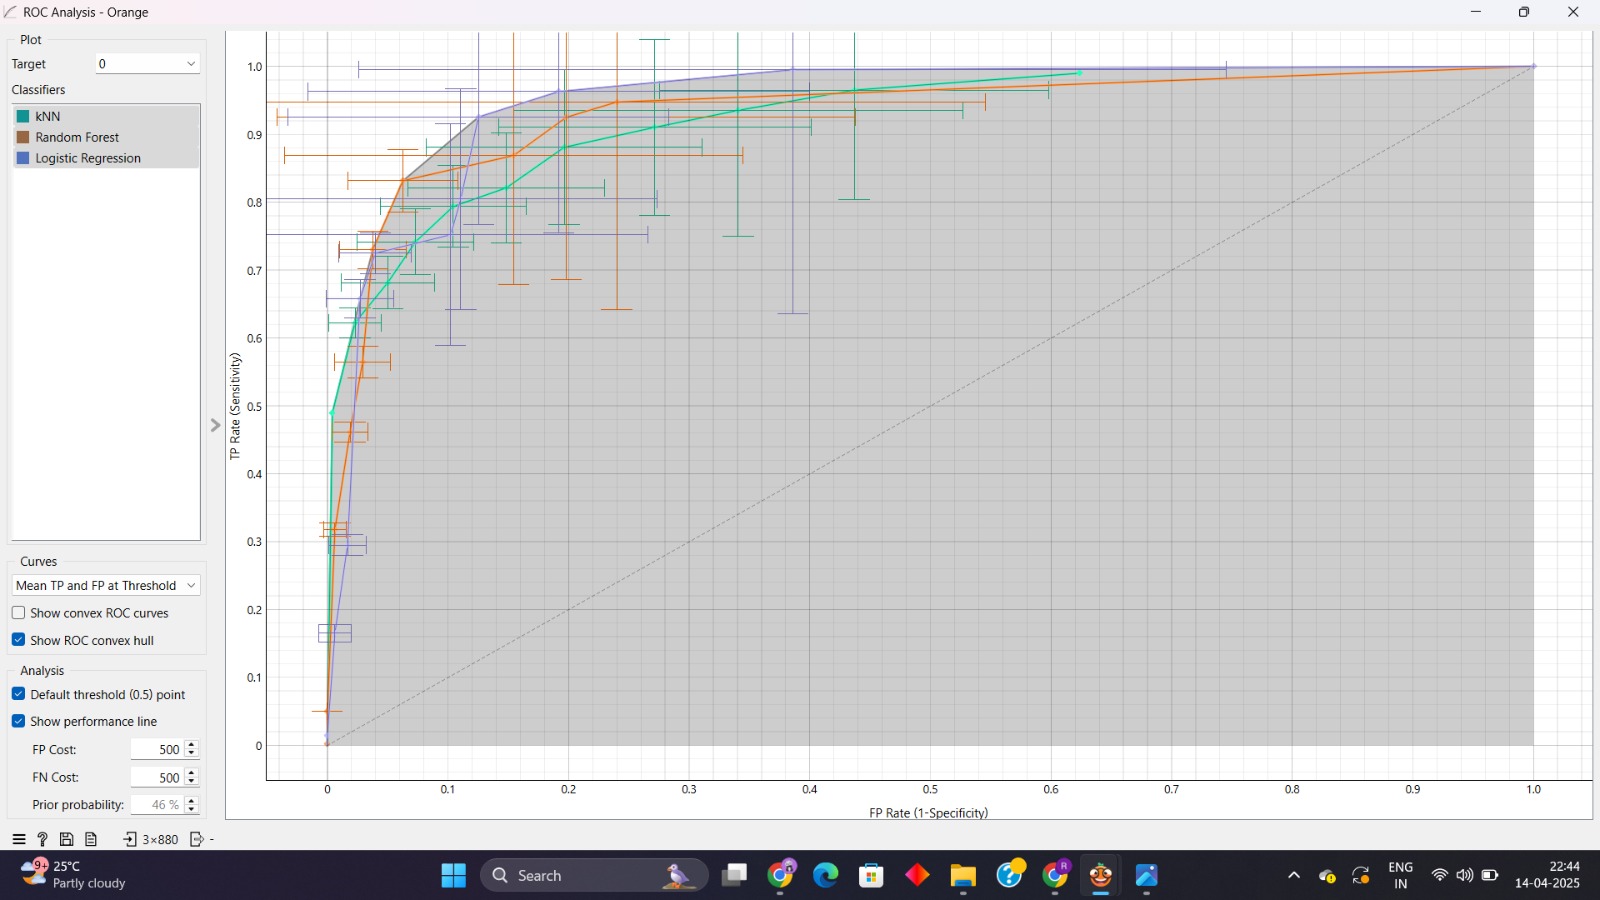 ROC Analysis - Orange
Plot
Target 0
Classifiers
kNN
Random Forest
Logistic Regression
Curves
Mean TP and FP at Threshold
Show convex ROC curves
Show ROC convex hull
Analysis
Default threshold (0.5) point
Show performance line
FP Cost: 500
FN Cost: 500
Prior probability: 46 %
3×880 -
TP Rate (Sensitivity)
1.0
0.9
0.8
0.7
0.6
0.5
0.4
0.3
0.2
0.1
0
0 0.1 0.2 0.3 0.4 0.5 0.6 0.7 0.8 0.9 1.0
FP Rate (1-Specificity)
9+
25°C
Partly cloudy
Search
R
ENG
IN
22:44
14-04-2025